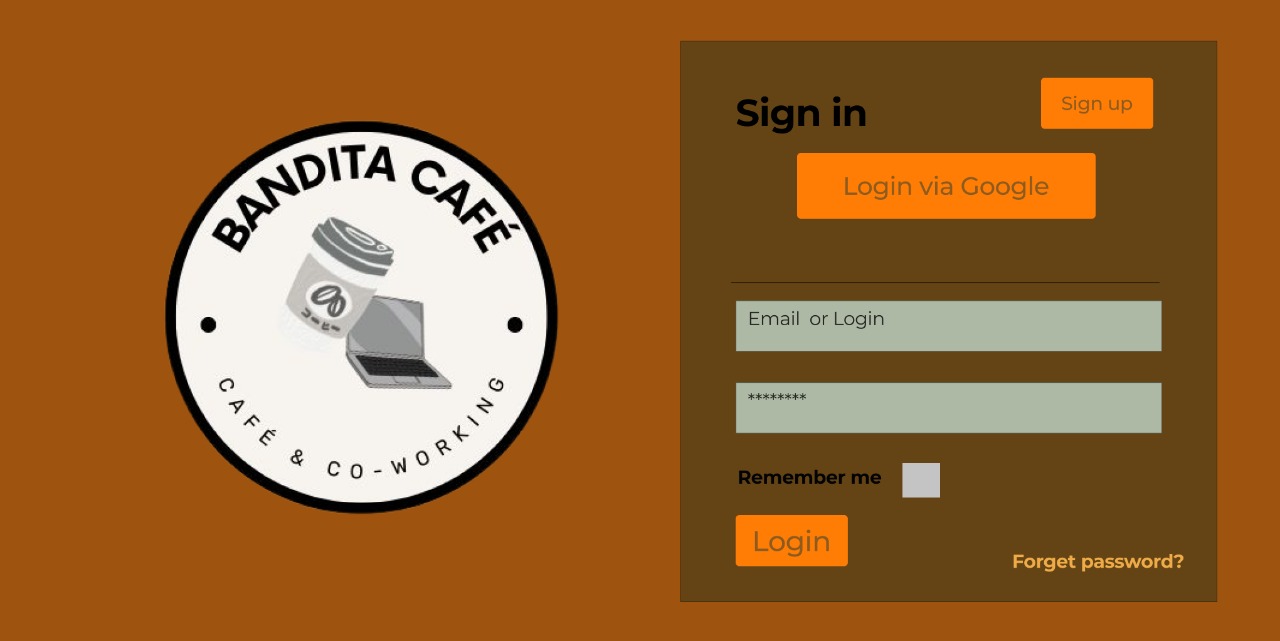 BANDITA CAFÉ
コーヒー
CAFÉ & CO-WORKING
Sign in
Sign up
Login via Google
Email or Login
********
Remember me
Login
Forget password?